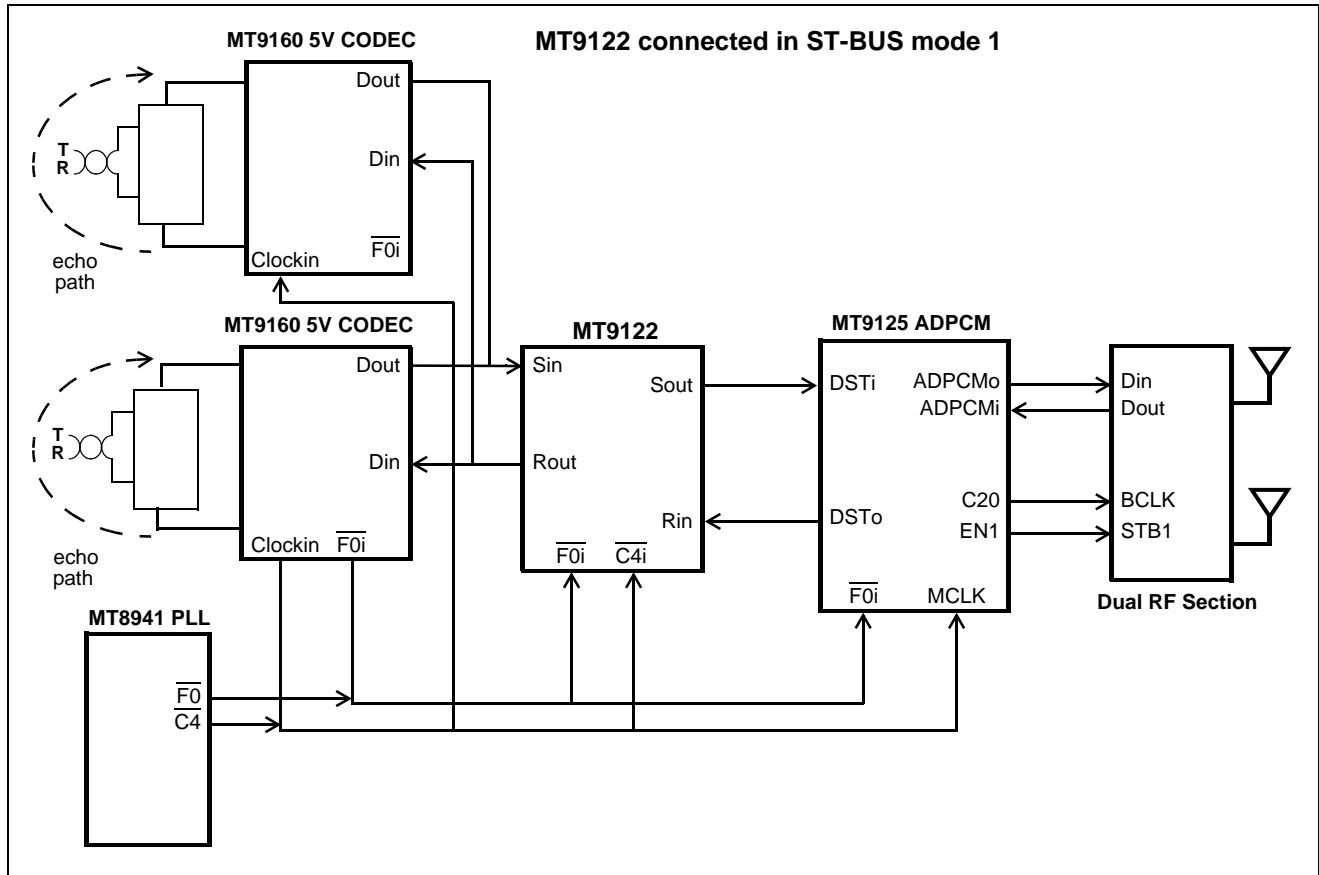 MT9122 connected in ST-BUS mode 1
MT9160 5V CODEC
Dout
Din
F0i
Clockin
T
R
echo
path
MT9160 5V CODEC
Dout
Din
Clockin
F0i
T
R
echo
path
MT9122
Sin
Sout
Rout
Rin
F0i
C4i
MT9125 ADPCM
DSTi
ADPCMo
ADPCMi
C20
DSTo
EN1
F0i
MCLK
Din
Dout
BCLK
STB1
Dual RF Section
MT8941 PLL
F0
C4